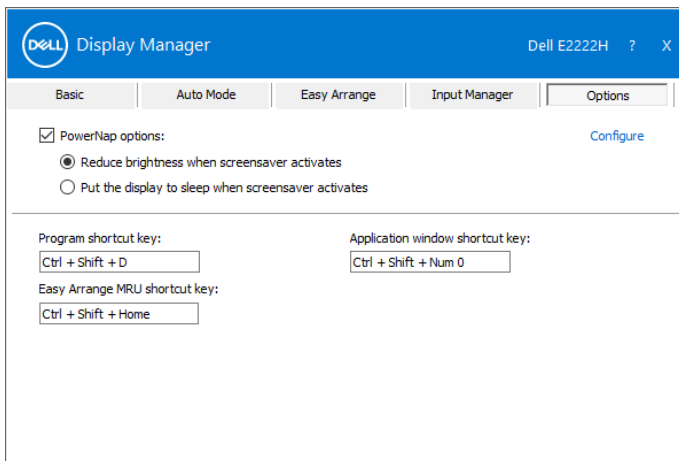 DELL Display Manager Dell E2222H ? X
Basic Auto Mode Easy Arrange Input Manager Options
PowerNap options: Configure
Reduce brightness when screensaver activates
Put the display to sleep when screensaver activates
Program shortcut key: Application window shortcut key:
Ctrl + Shift + D Ctrl + Shift + Num 0
Easy Arrange MRU shortcut key:
Ctrl + Shift + Home